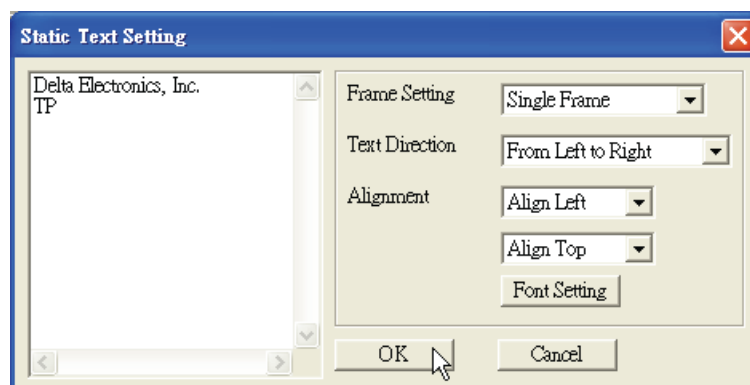 Static Text Setting
Delta Electronics, Inc.
TP
Frame Setting
Single Frame
Text Direction
From Left to Right
Alignment
Align Left
Align Top
Font Setting
OK
Cancel